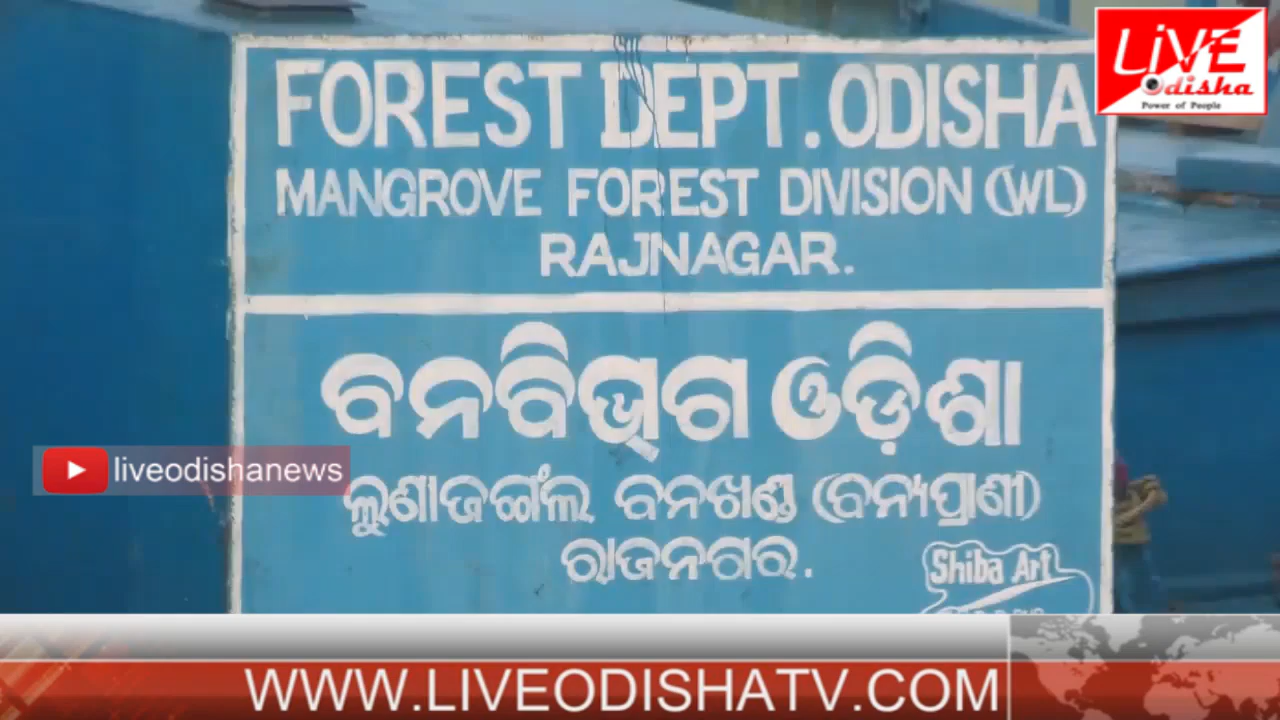 LiVE
Odisha
Power of People
FOREST DEPT. ODISHA
MANGROVE FOREST DIVISION (WL)
RAJNAGAR.
ବନବିଭାଗ ଓଡ଼ିଶା
liveodishanews
ଲୁଣାଜଙ୍ଗଲ ବନଖଣ୍ଡ (ବନ୍ୟପ୍ରାଣୀ)
ରାଜନଗର.
Shiba Art
WWW.LIVEODISHATV.COM